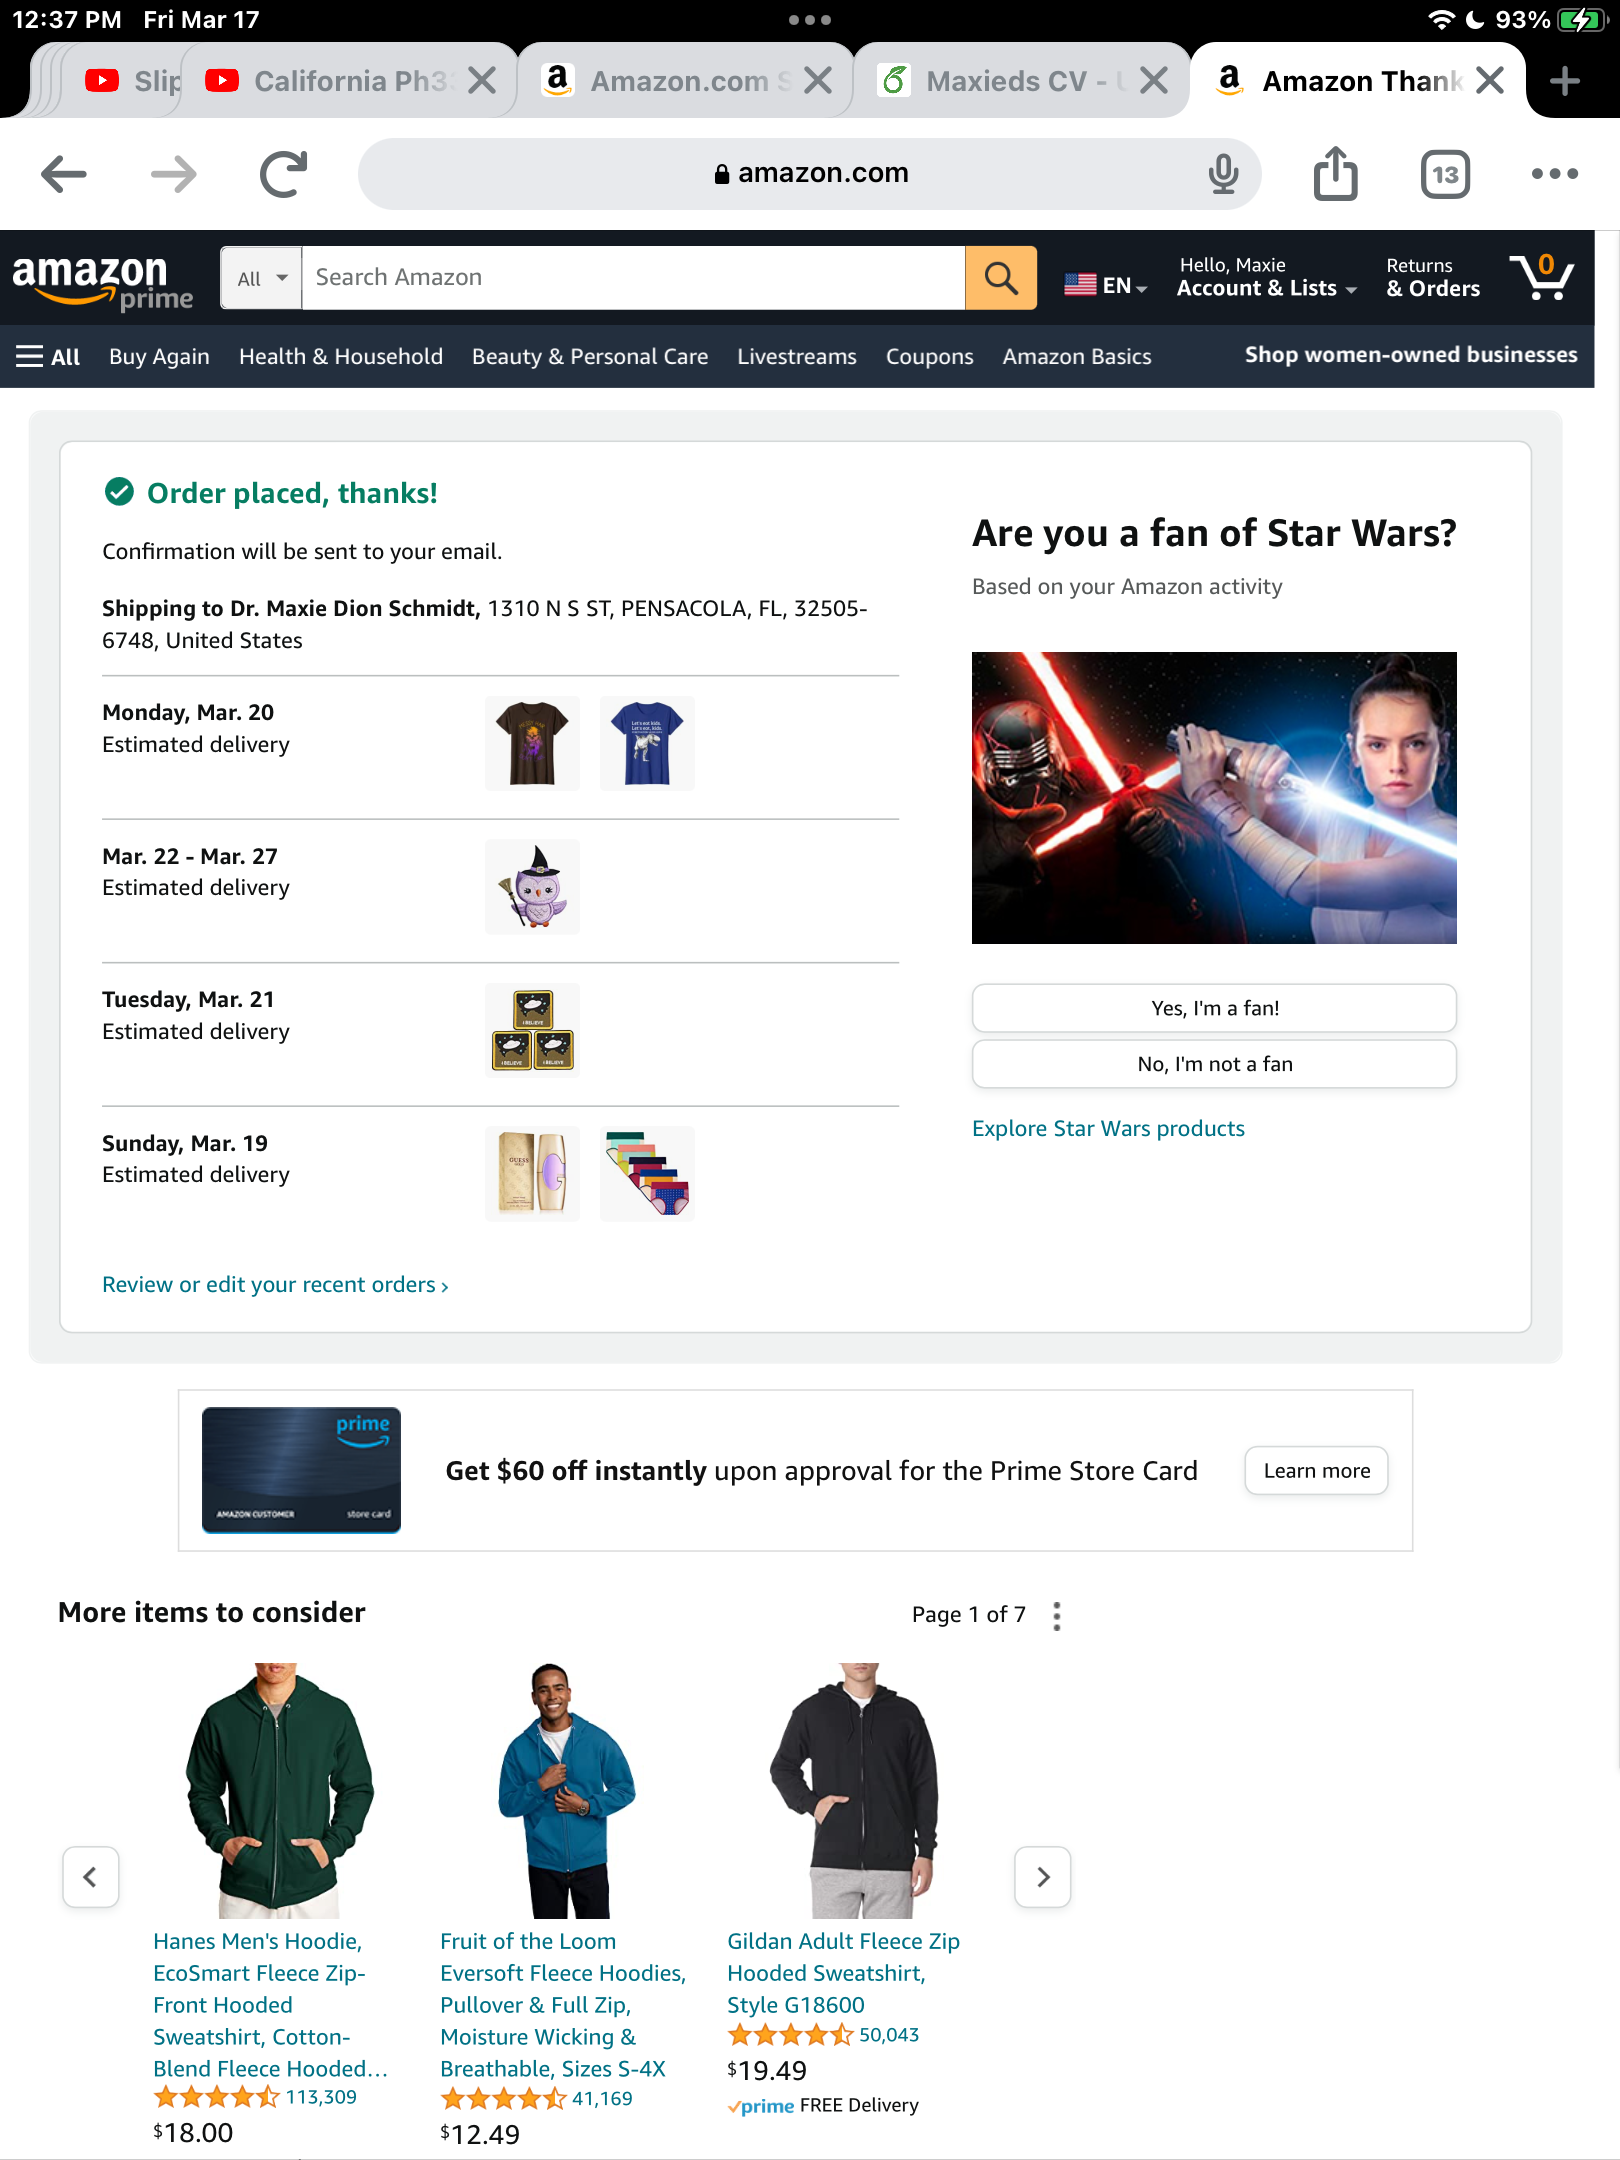 12:37 PM Fri Mar 17
93%
Slip
California Ph3
Amazon.com S
Maxieds CV -
Amazon Thank
amazon.com
13
amazon prime
All
Search Amazon
EN
Hello, Maxie
Account & Lists
Returns
& Orders
0
All Buy Again Health & Household Beauty & Personal Care Livestreams Coupons Amazon Basics Shop women-owned businesses
Order placed, thanks!
Confirmation will be sent to your email.
Shipping to Dr. Maxie Dion Schmidt, 1310 N S ST, PENSACOLA, FL, 32505-
6748, United States
Monday, Mar. 20
Estimated delivery
Let's eat kids.
Let's eat, kids.
Mar. 22 - Mar. 27
Estimated delivery
Tuesday, Mar. 21
Estimated delivery
I BELIEVE
I BELIEVE
I BELIEVE
Sunday, Mar. 19
Estimated delivery
GUESS
Review or edit your recent orders ›
Are you a fan of Star Wars?
Based on your Amazon activity
Yes, I'm a fan!
No, I'm not a fan
Explore Star Wars products
prime
AMAZON CUSTOMER store card
Get $60 off instantly upon approval for the Prime Store Card
Learn more
More items to consider
Page 1 of 7
Hanes Men's Hoodie,
EcoSmart Fleece Zip-
Front Hooded
Sweatshirt, Cotton-
Blend Fleece Hooded...
113,309
$18.00
Fruit of the Loom
Eversoft Fleece Hoodies,
Pullover & Full Zip,
Moisture Wicking &
Breathable, Sizes S-4X
41,169
$12.49
Gildan Adult Fleece Zip
Hooded Sweatshirt,
Style G18600
50,043
$19.49
prime FREE Delivery